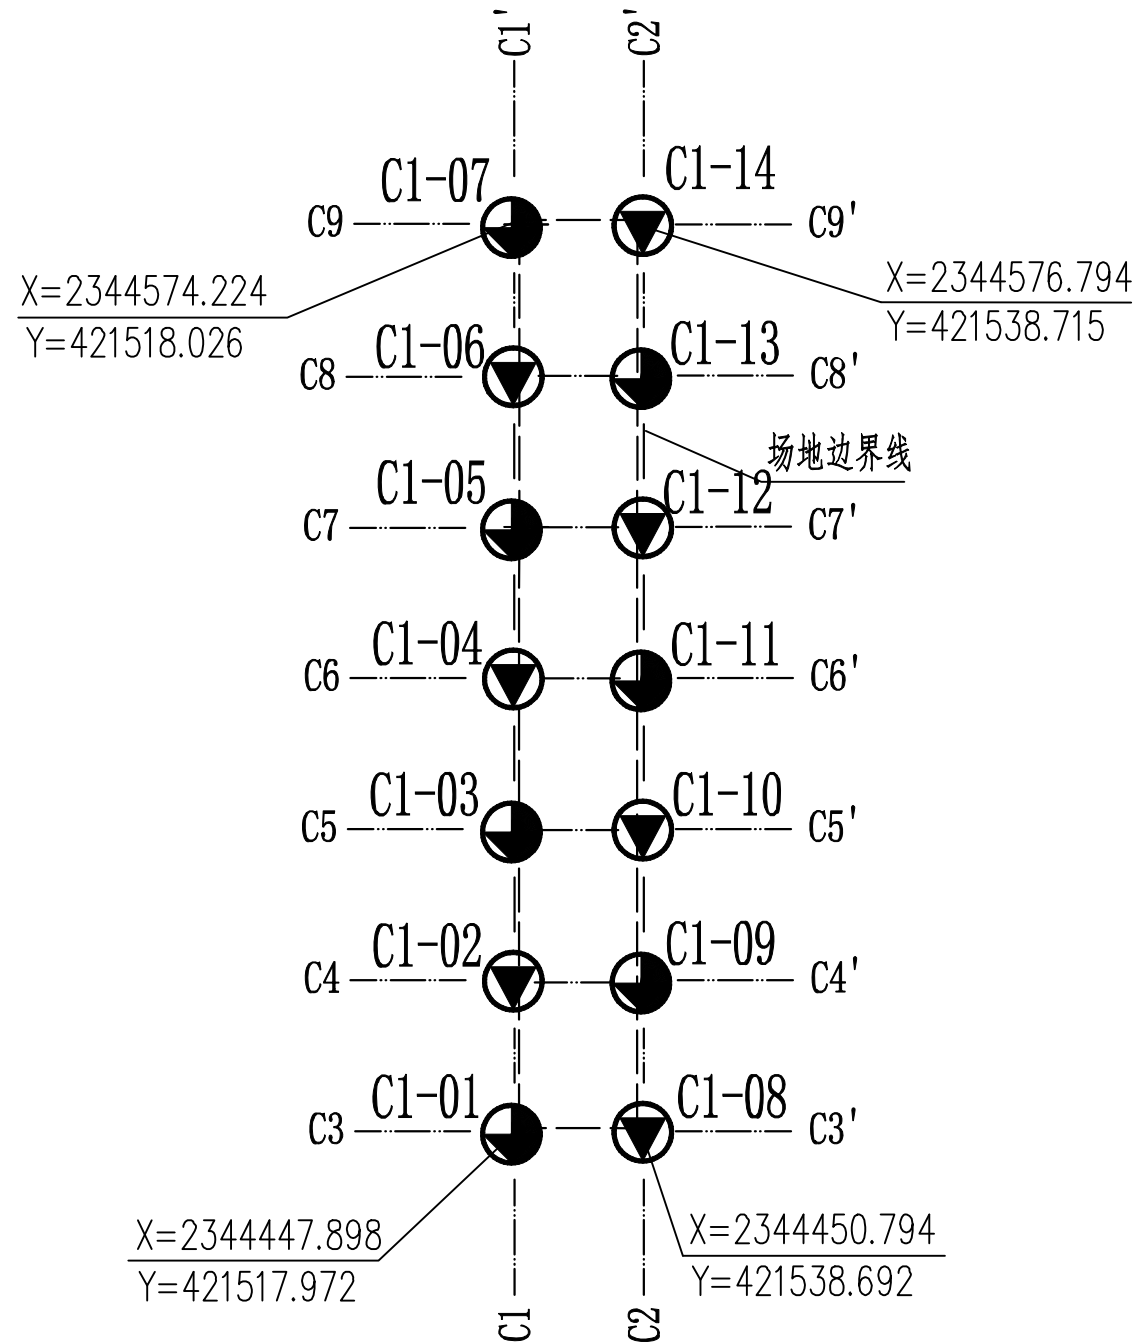 C1' C2'
C1-07 C1-14
C9 C9'
X=2344574.224 X=2344576.794
Y=421518.026 Y=421538.715
C1-06 C1-13
C8 C8'
场地边界线
C1-05 C1-12
C7 C7'
C1-04 C1-11
C6 C6'
C1-03 C1-10
C5 C5'
C1-02 C1-09
C4 C4'
C1-01 C1-08
C3 C3'
X=2344447.898 X=2344450.794
Y=421517.972 Y=421538.692
C1 C2